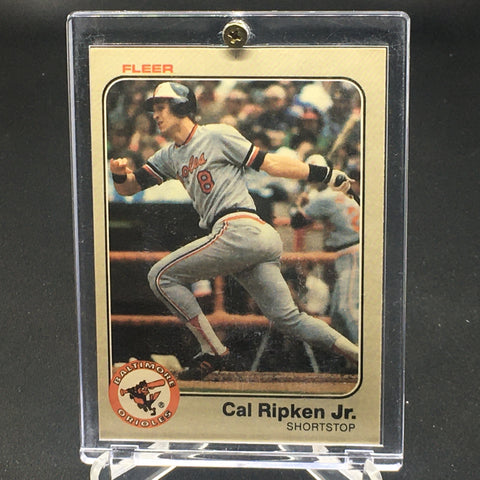 FLEER
Orioles
8
BALTIMORE
ORIOLES
®
Cal Ripken Jr.
SHORTSTOP